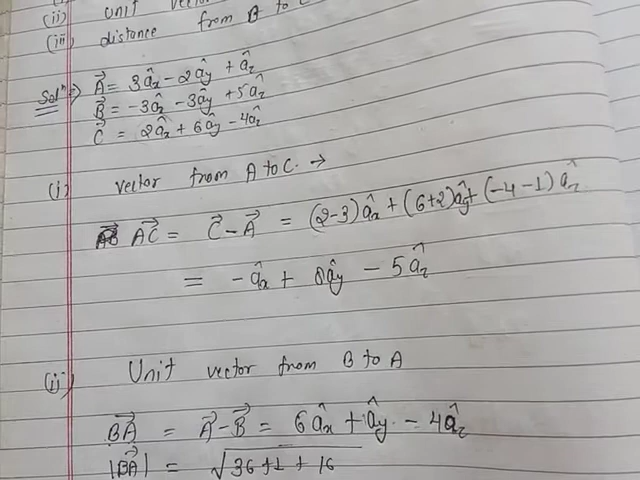 (ii) Unit vector
(iii) distance from B to C
Solⁿ ⇒ A⃗ = 3âx - 2ây + âz
B⃗ = -3âx - 3ây + 5âz
C⃗ = 2âx + 6ây - 4âz
(i) vector from A to C. →
AC⃗ = C⃗ - A⃗ = (2-3)âx + (6+2)ây + (-4-1)âz
= -âx + 8ây - 5âz
(ii) Unit vector from B to A
BA⃗ = A⃗ - B⃗ = 6âx + ây - 4âz
|BA⃗| = √36+1+16